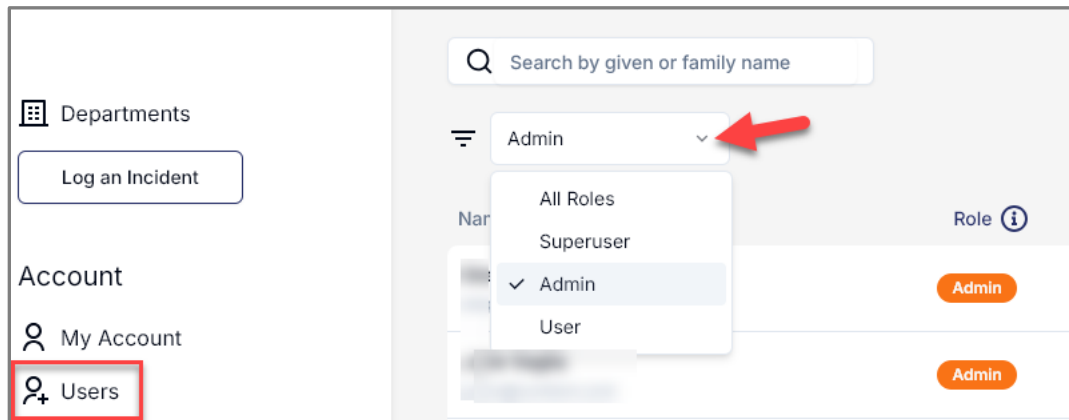 Departments
Log an Incident
Account
My Account
Users
Search by given or family name
Admin
All Roles
Superuser
Admin
User
Role
Admin
Admin